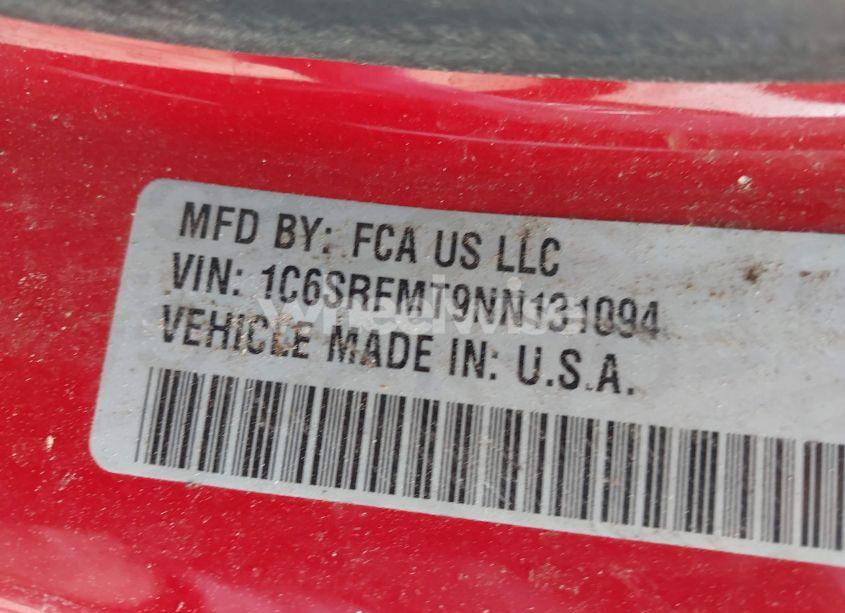 MFD BY: FCA US LLC
VIN: 1C6SRFMT9NN131094
VEHICLE MADE IN: U.S.A.